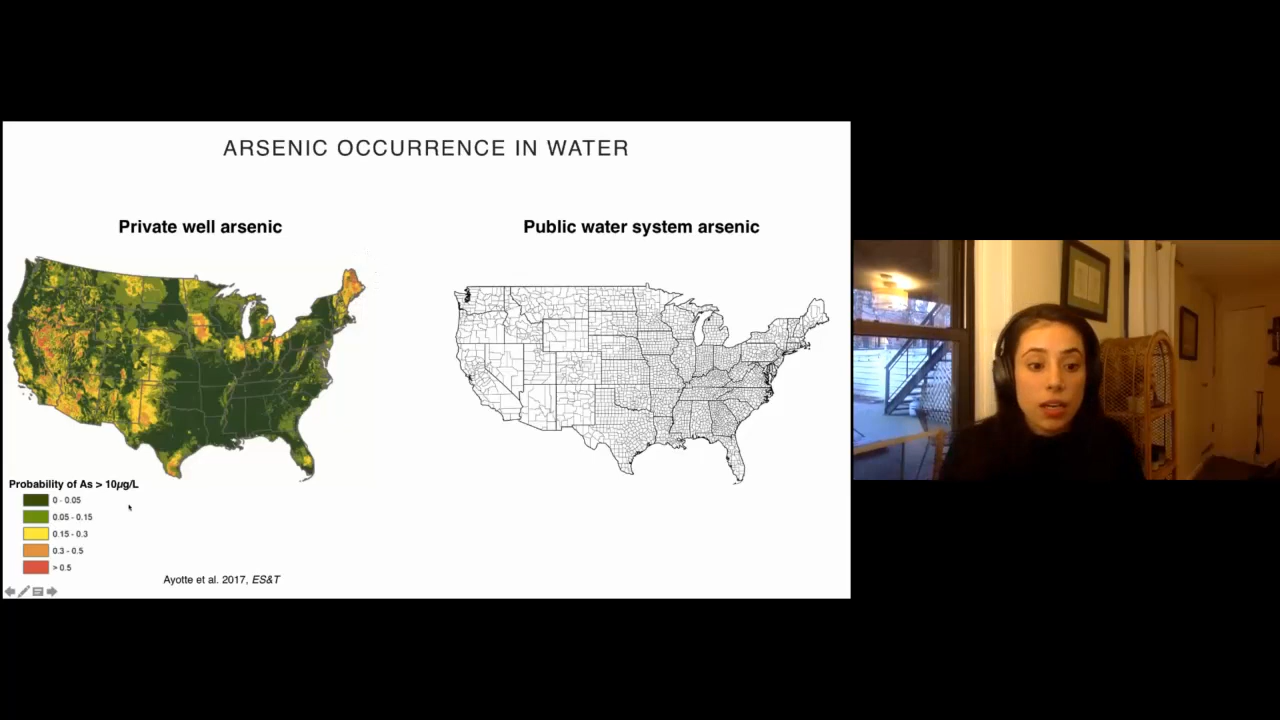 ARSENIC OCCURRENCE IN WATER
Private well arsenic
Public water system arsenic
Probability of As > 10µg/L
0 - 0.05
0.05 - 0.15
0.15 - 0.3
0.3 - 0.5
> 0.5
Ayotte et al. 2017, ES&T